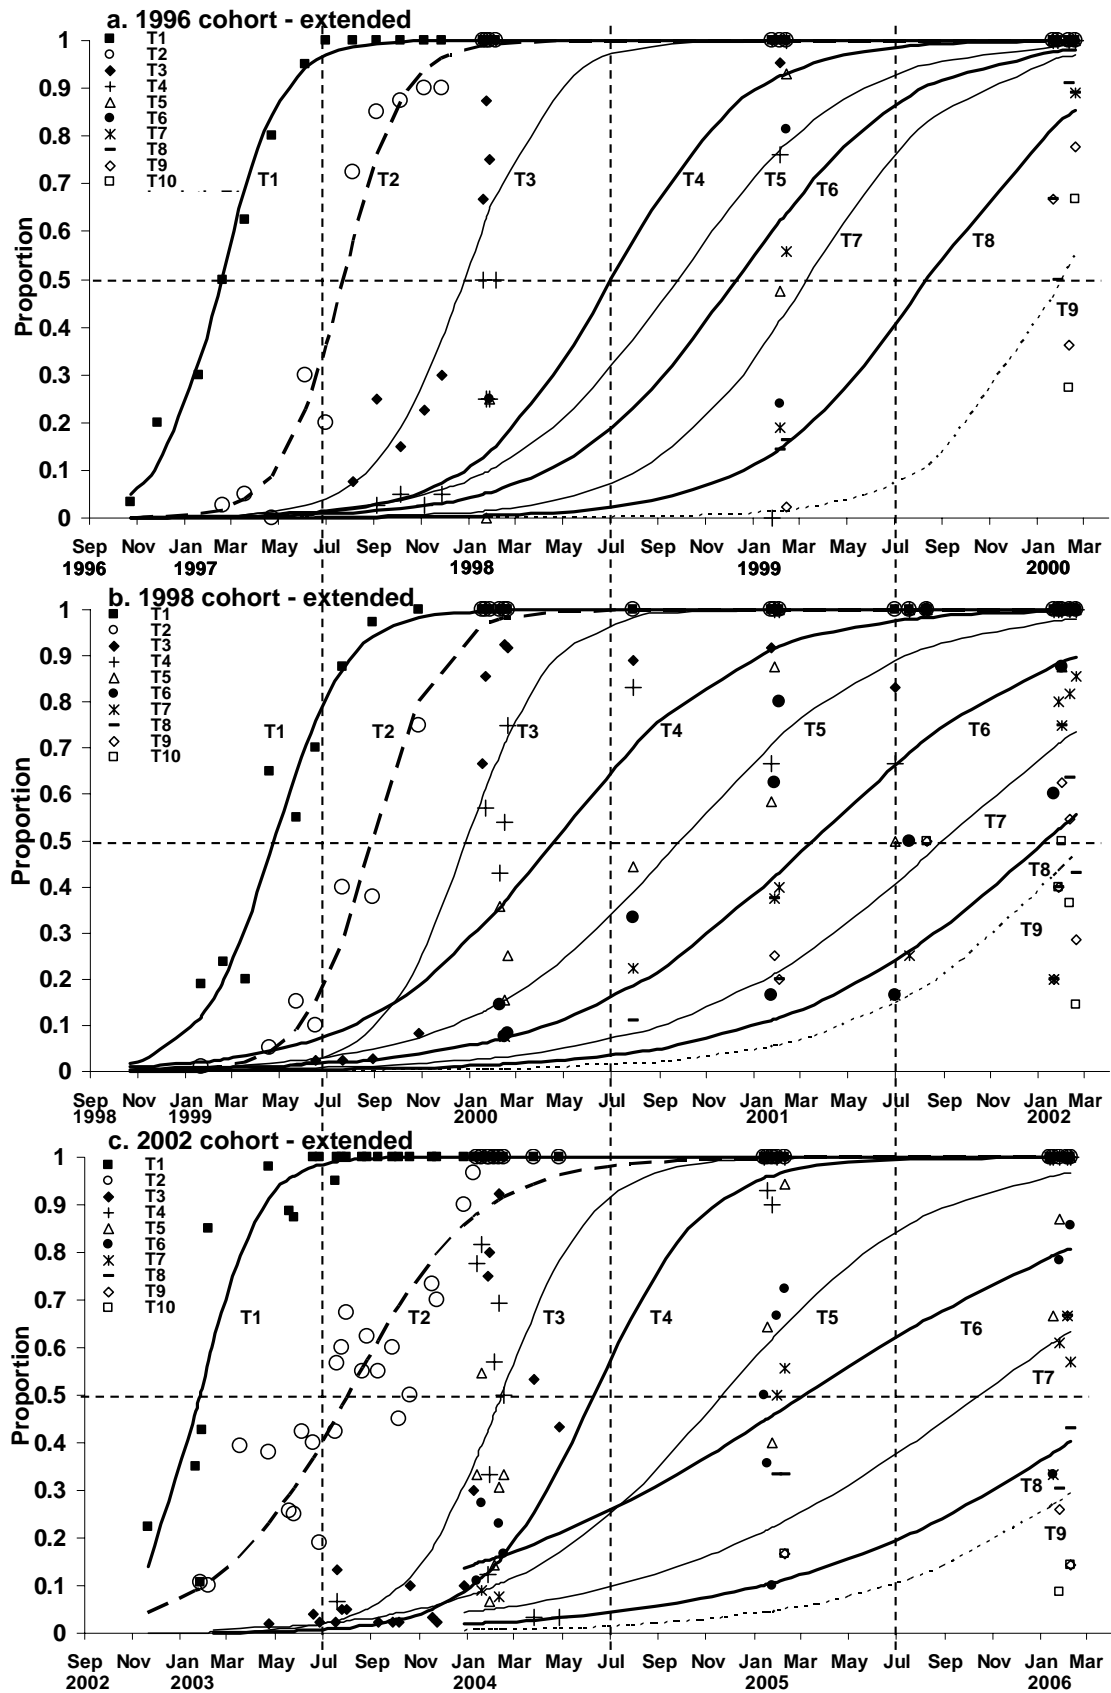 a. 1996 cohort - extended
T1
T2
T3
T4
T5
T6
T7
T8
T9
T10
Proportion
1
0.9
0.8
0.7
0.6
0.5
0.4
0.3
0.2
0.1
0
T1
T2
T3
T4
T5
T6
T7
T8
T9
Sep Nov Jan Mar May Jul Sep Nov Jan Mar May Jul Sep Nov Jan Mar May Jul Sep Nov Jan Mar
1996 1997 1998 1999 2000
b. 1998 cohort - extended
T1
T2
T3
T4
T5
T6
T7
T8
T9
T10
Proportion
1
0.9
0.8
0.7
0.6
0.5
0.4
0.3
0.2
0.1
0
T1
T2
T3
T4
T5
T6
T7
T8
T9
Sep Nov Jan Mar May Jul Sep Nov Jan Mar May Jul Sep Nov Jan Mar May Jul Sep Nov Jan Mar
1998 1999 2000 2001 2002
c. 2002 cohort - extended
T1
T2
T3
T4
T5
T6
T7
T8
T9
T10
Proportion
1
0.9
0.8
0.7
0.6
0.5
0.4
0.3
0.2
0.1
0
T1
T2
T3
T4
T5
T6
T7
T8
T9
Sep Nov Jan Mar May Jul Sep Nov Jan Mar May Jul Sep Nov Jan Mar May Jul Sep Nov Jan Mar
2002 2003 2004 2005 2006